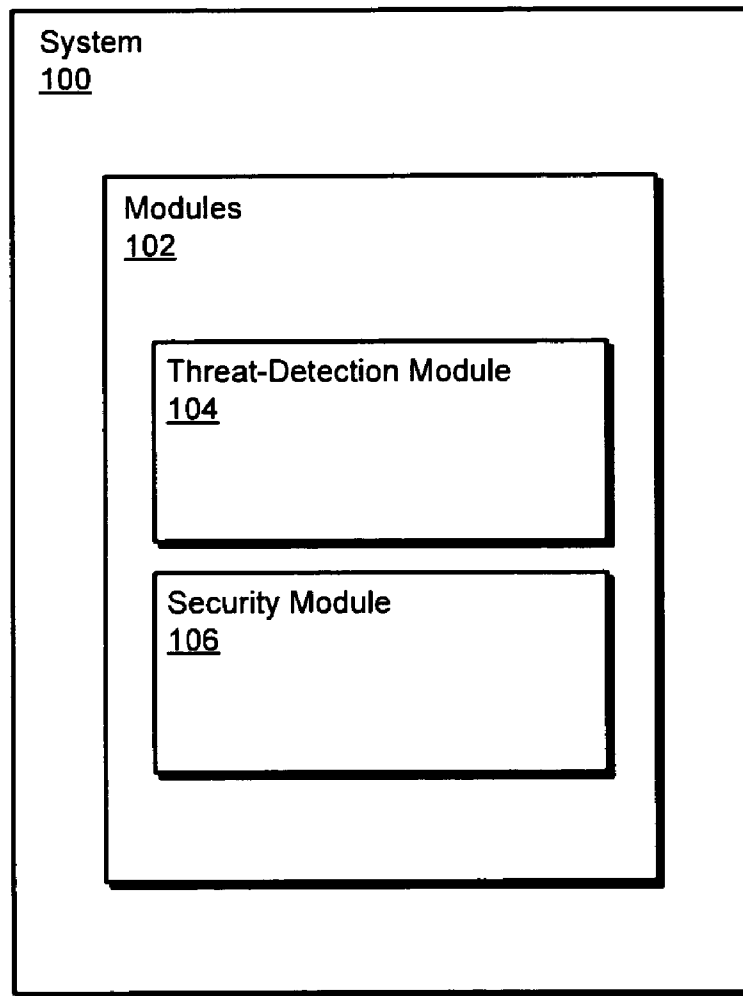 System
100
Modules
102
Threat-Detection Module
104
Security Module
106